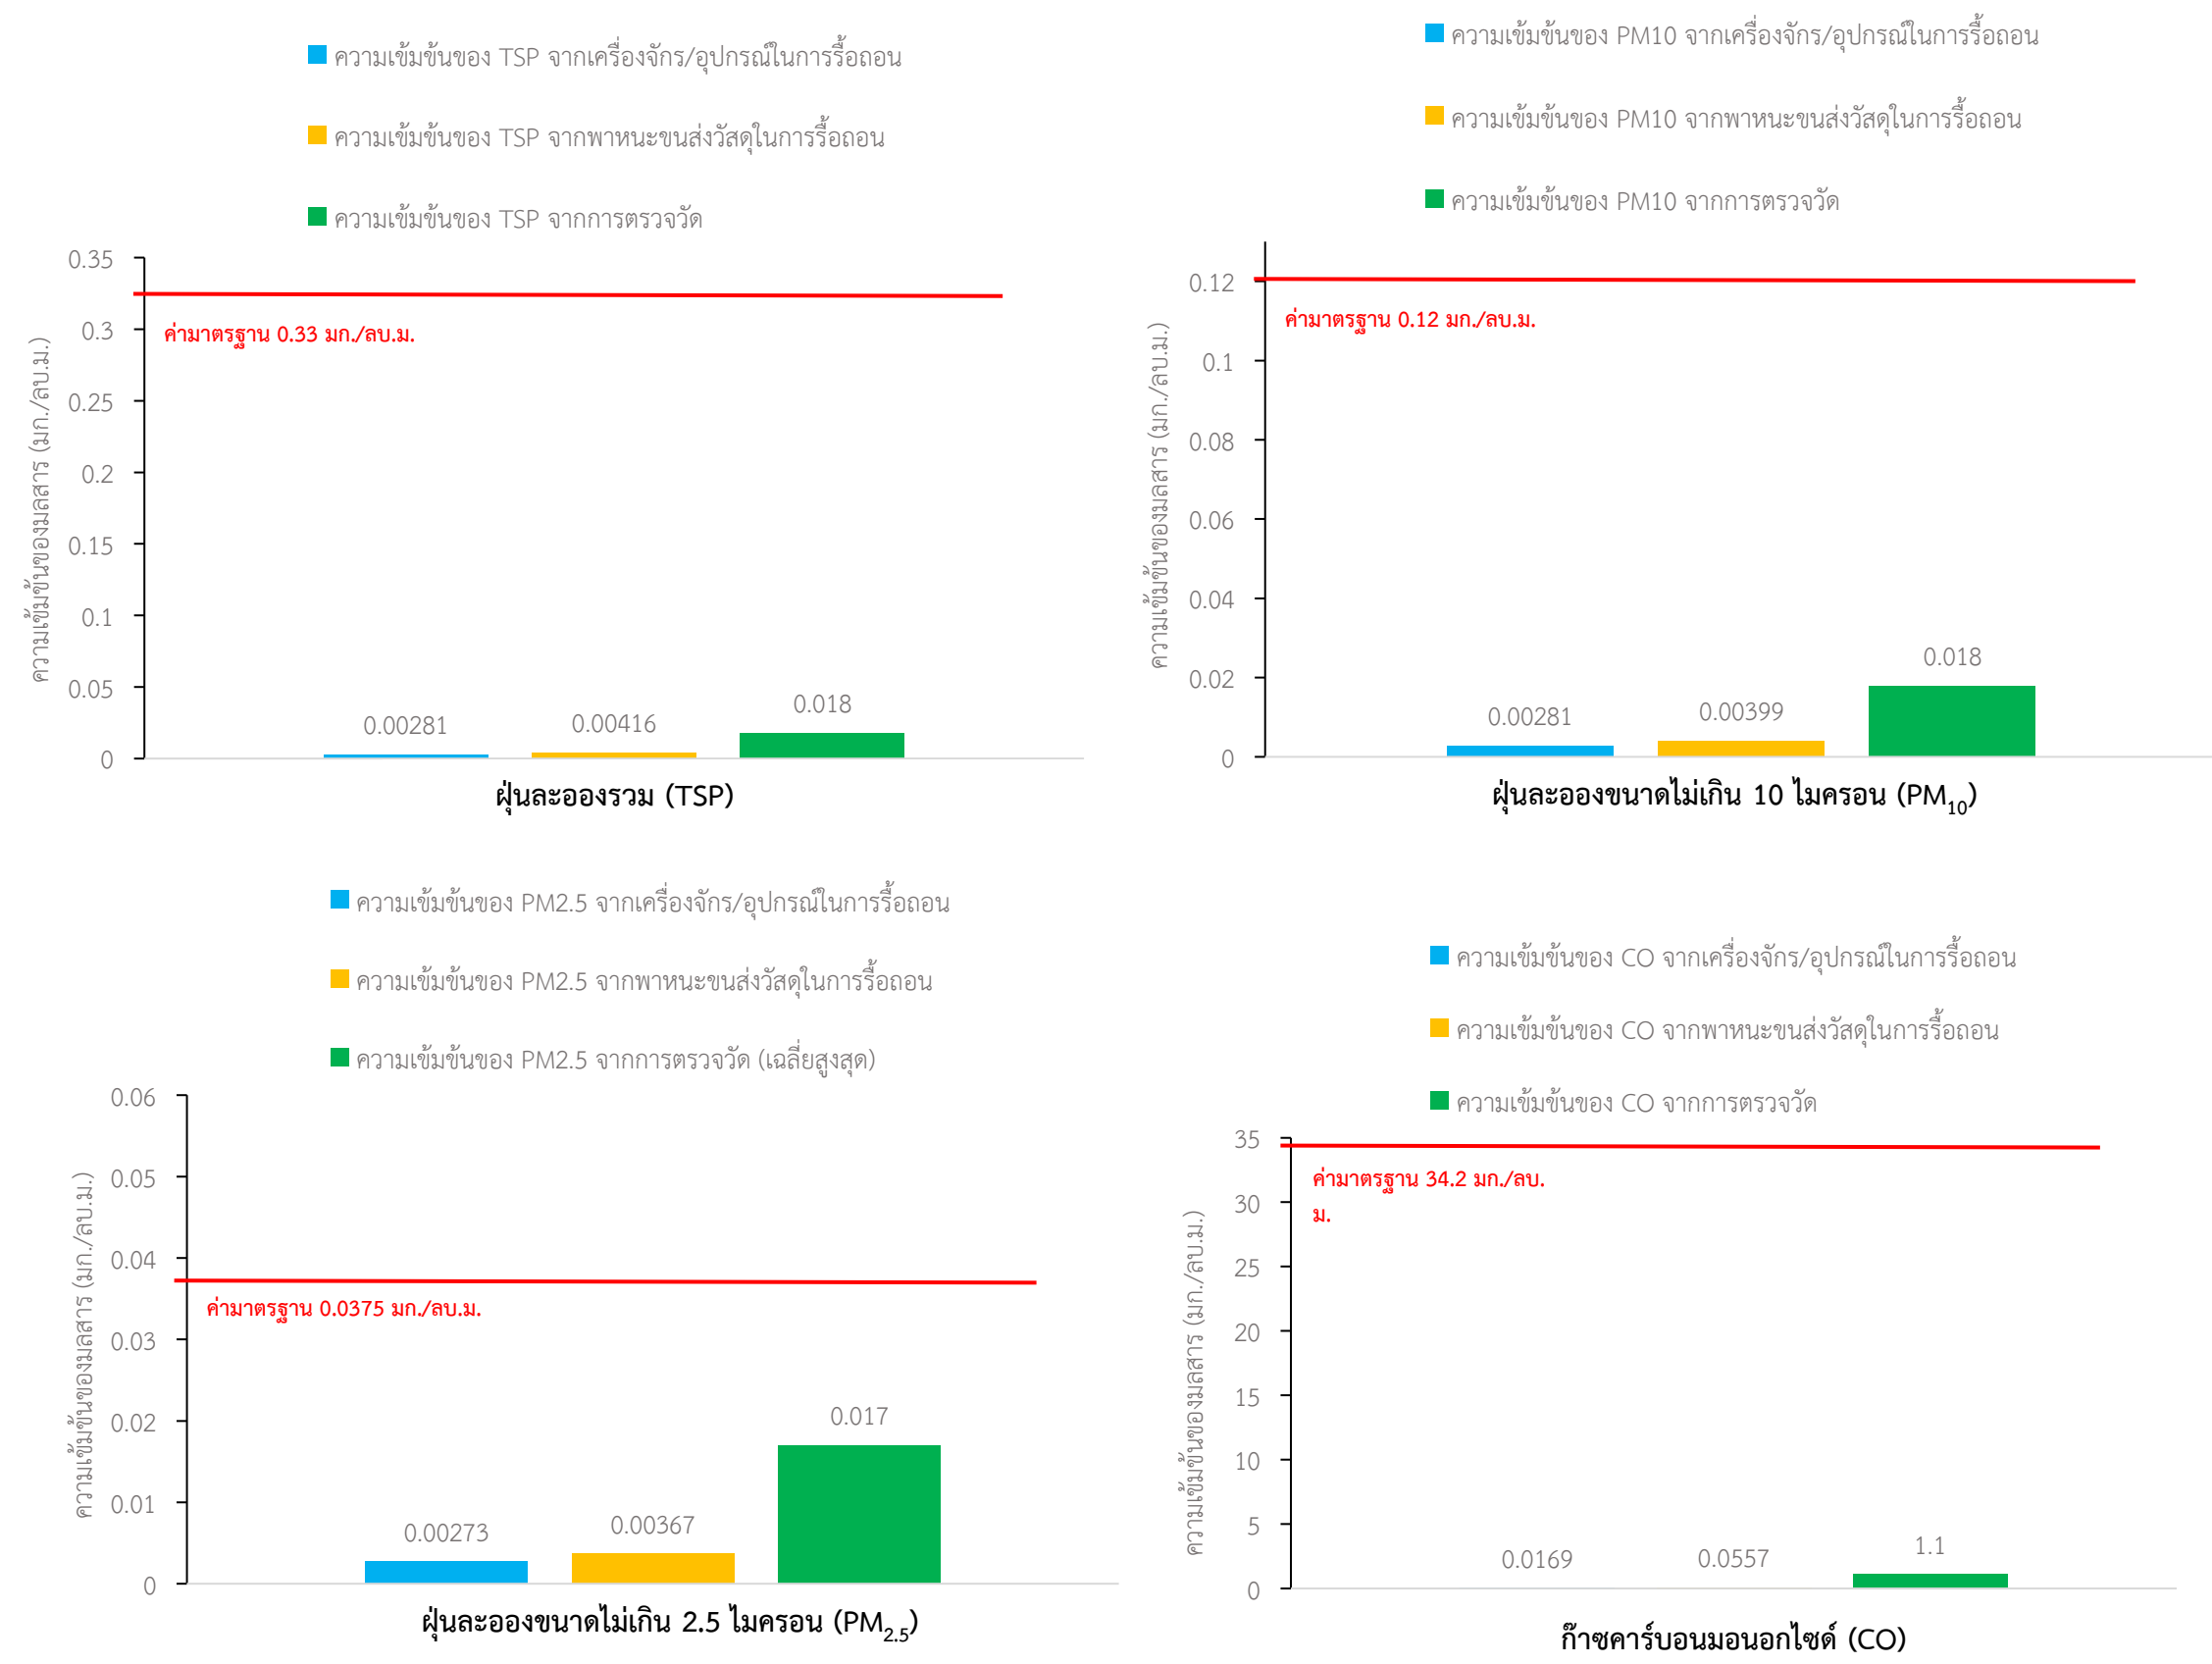 ความเข้มข้นของ TSP จากเครื่องจักร/อุปกรณ์ในการรื้อถอน
ความเข้มข้นของ TSP จากพาหนะขนส่งวัสดุในการรื้อถอน
ความเข้มข้นของ TSP จากการตรวจวัด
0.35
0.3
0.25
0.2
0.15
0.1
0.05
0
ความเข้มข้นของมลสาร (มก./ลบ.ม.)
ค่ามาตรฐาน 0.33 มก./ลบ.ม.
0.00281
0.00416
0.018
ฝุ่นละอองรวม (TSP)
ความเข้มข้นของ PM10 จากเครื่องจักร/อุปกรณ์ในการรื้อถอน
ความเข้มข้นของ PM10 จากพาหนะขนส่งวัสดุในการรื้อถอน
ความเข้มข้นของ PM10 จากการตรวจวัด
0.12
0.1
0.08
0.06
0.04
0.02
0
ความเข้มข้นของมลสาร (มก./ลบ.ม.)
ค่ามาตรฐาน 0.12 มก./ลบ.ม.
0.00281
0.00399
0.018
ฝุ่นละอองขนาดไม่เกิน 10 ไมครอน (PM10)
ความเข้มข้นของ PM2.5 จากเครื่องจักร/อุปกรณ์ในการรื้อถอน
ความเข้มข้นของ PM2.5 จากพาหนะขนส่งวัสดุในการรื้อถอน
ความเข้มข้นของ PM2.5 จากการตรวจวัด (เฉลี่ยสูงสุด)
0.06
0.05
0.04
0.03
0.02
0.01
0
ความเข้มข้นของมลสาร (มก./ลบ.ม.)
ค่ามาตรฐาน 0.0375 มก./ลบ.ม.
0.00273
0.00367
0.017
ฝุ่นละอองขนาดไม่เกิน 2.5 ไมครอน (PM2.5)
ความเข้มข้นของ CO จากเครื่องจักร/อุปกรณ์ในการรื้อถอน
ความเข้มข้นของ CO จากพาหนะขนส่งวัสดุในการรื้อถอน
ความเข้มข้นของ CO จากการตรวจวัด
35
30
25
20
15
10
5
0
ความเข้มข้นของมลสาร (มก./ลบ.ม.)
ค่ามาตรฐาน 34.2 มก./ลบ.
ม.
0.0169
0.0557
1.1
ก๊าซคาร์บอนมอนอกไซด์ (CO)